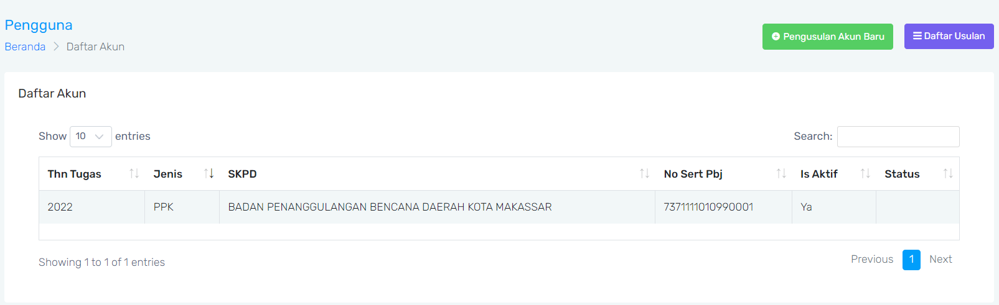 Pengguna
Beranda > Daftar Akun
Pengusulan Akun Baru
Daftar Usulan
Daftar Akun
Show 10 entries
Search:
Thn Tugas Jenis SKPD No Sert Pbj Is Aktif Status
2022 PPK BADAN PENANGGULANGAN BENCANA DAERAH KOTA MAKASSAR 7371111010990001 Ya
Showing 1 to 1 of 1 entries
Previous 1 Next